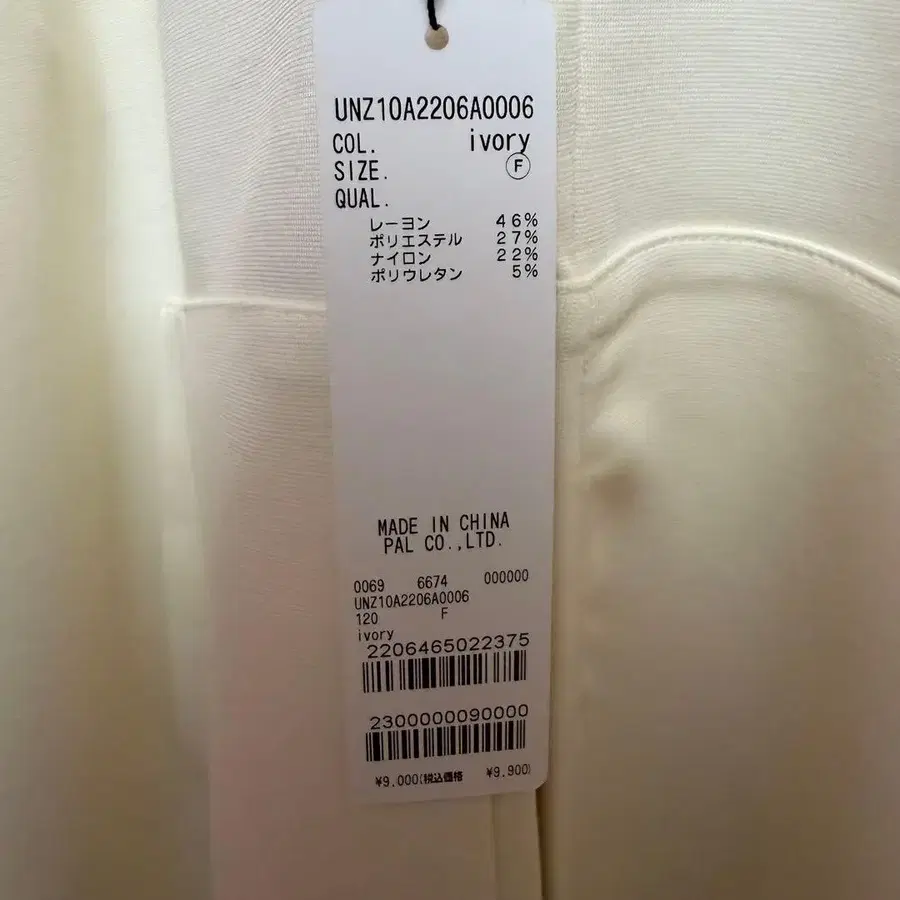 UNZ10A2206A0006
COL. ivory
SIZE. F
QUAL.
レーヨン 46%
ポリエステル 27%
ナイロン 22%
ポリウレタン 5%
MADE IN CHINA
PAL CO.,LTD.
0069 6674 000000
UNZ10A2206A0006
120 F
ivory
2206465022375
2300000090000
¥9.000(税込価格 ¥9.900)